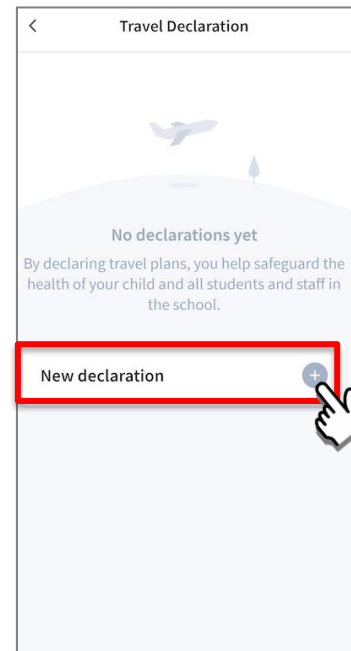 Travel Declaration
No declarations yet
By declaring travel plans, you help safeguard the
health of your child and all students and staff in
the school.
New declaration